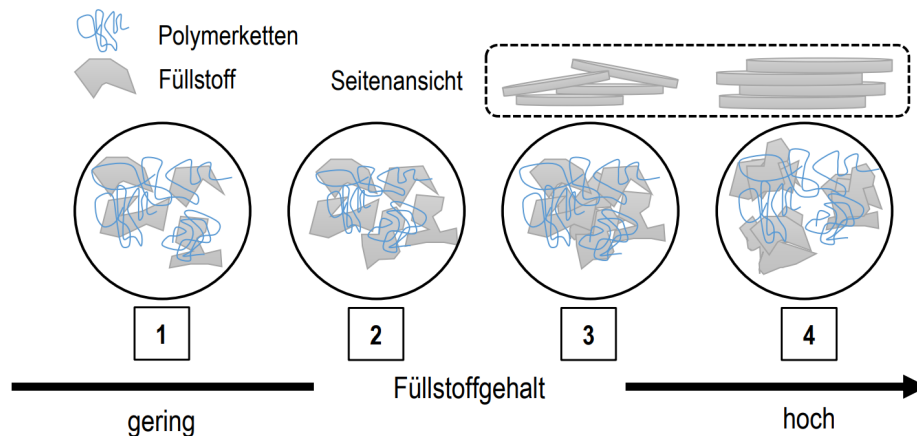 Polymerketten
Füllstoff
Seitenansicht
1
2
3
4
Füllstoffgehalt
gering
hoch